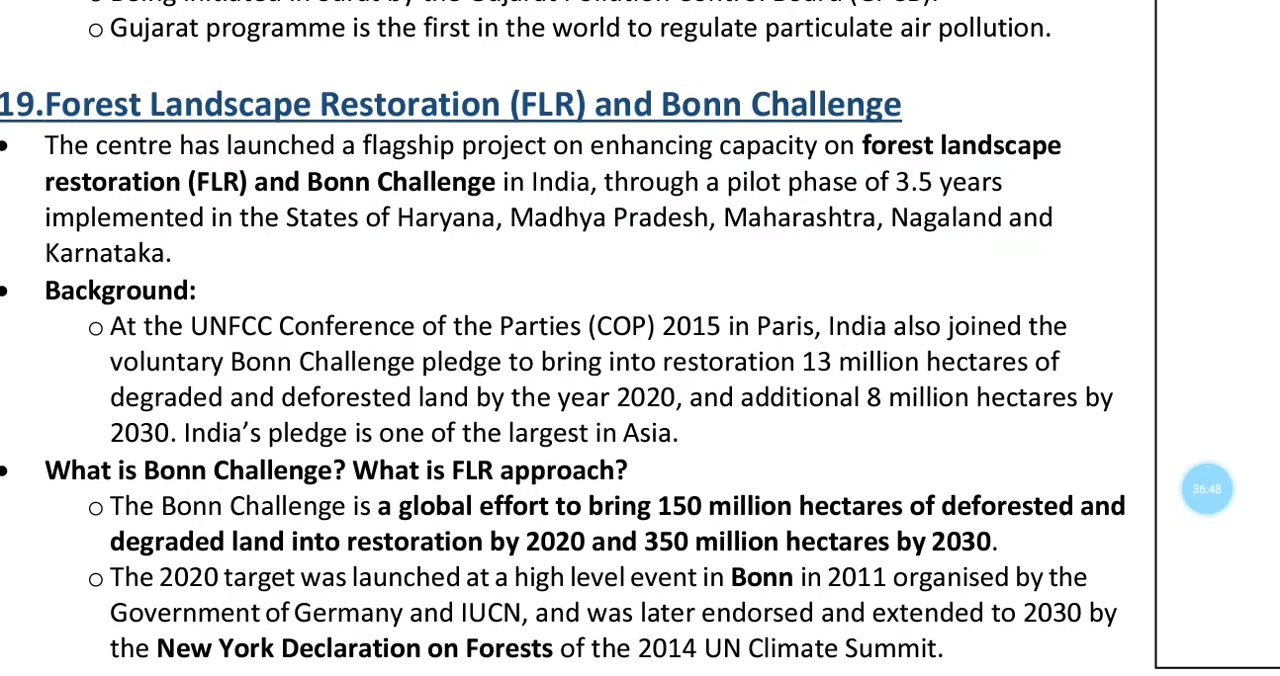 o Gujarat programme is the first in the world to regulate particulate air pollution.
19.Forest Landscape Restoration (FLR) and Bonn Challenge
• The centre has launched a flagship project on enhancing capacity on forest landscape
restoration (FLR) and Bonn Challenge in India, through a pilot phase of 3.5 years
implemented in the States of Haryana, Madhya Pradesh, Maharashtra, Nagaland and
Karnataka.
• Background:
o At the UNFCC Conference of the Parties (COP) 2015 in Paris, India also joined the
voluntary Bonn Challenge pledge to bring into restoration 13 million hectares of
degraded and deforested land by the year 2020, and additional 8 million hectares by
2030. India’s pledge is one of the largest in Asia.
• What is Bonn Challenge? What is FLR approach?
o The Bonn Challenge is a global effort to bring 150 million hectares of deforested and
degraded land into restoration by 2020 and 350 million hectares by 2030.
36:48
o The 2020 target was launched at a high level event in Bonn in 2011 organised by the
Government of Germany and IUCN, and was later endorsed and extended to 2030 by
the New York Declaration on Forests of the 2014 UN Climate Summit.